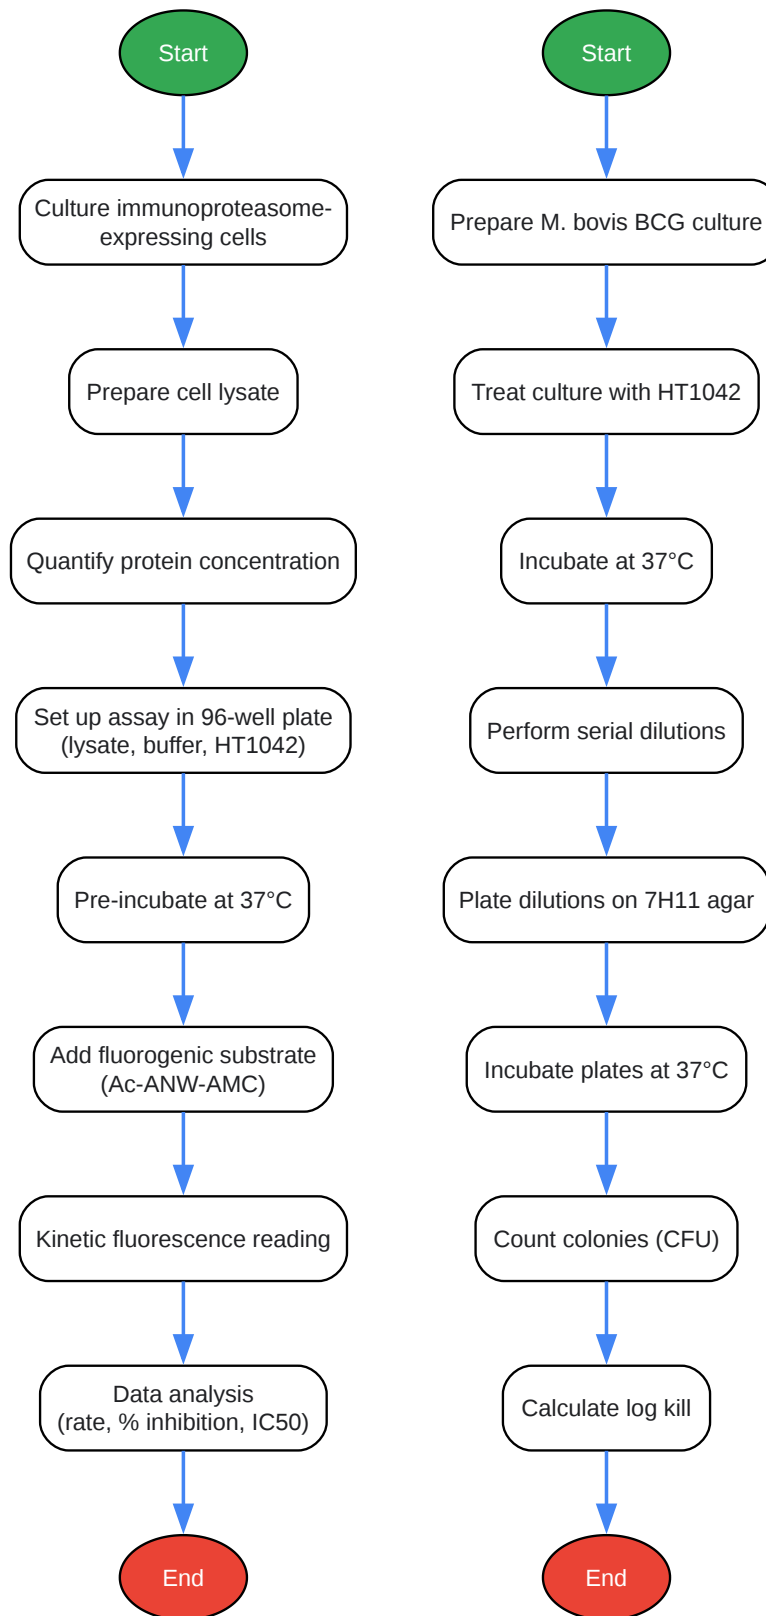 Start
Culture immunoproteasome-
expressing cells
Prepare cell lysate
Quantify protein concentration
Set up assay in 96-well plate
(lysate, buffer, HT1042)
Pre-incubate at 37°C
Add fluorogenic substrate
(Ac-ANW-AMC)
Kinetic fluorescence reading
Data analysis
(rate, % inhibition, IC50)
End
Start
Prepare M. bovis BCG culture
Treat culture with HT1042
Incubate at 37°C
Perform serial dilutions
Plate dilutions on 7H11 agar
Incubate plates at 37°C
Count colonies (CFU)
Calculate log kill
End